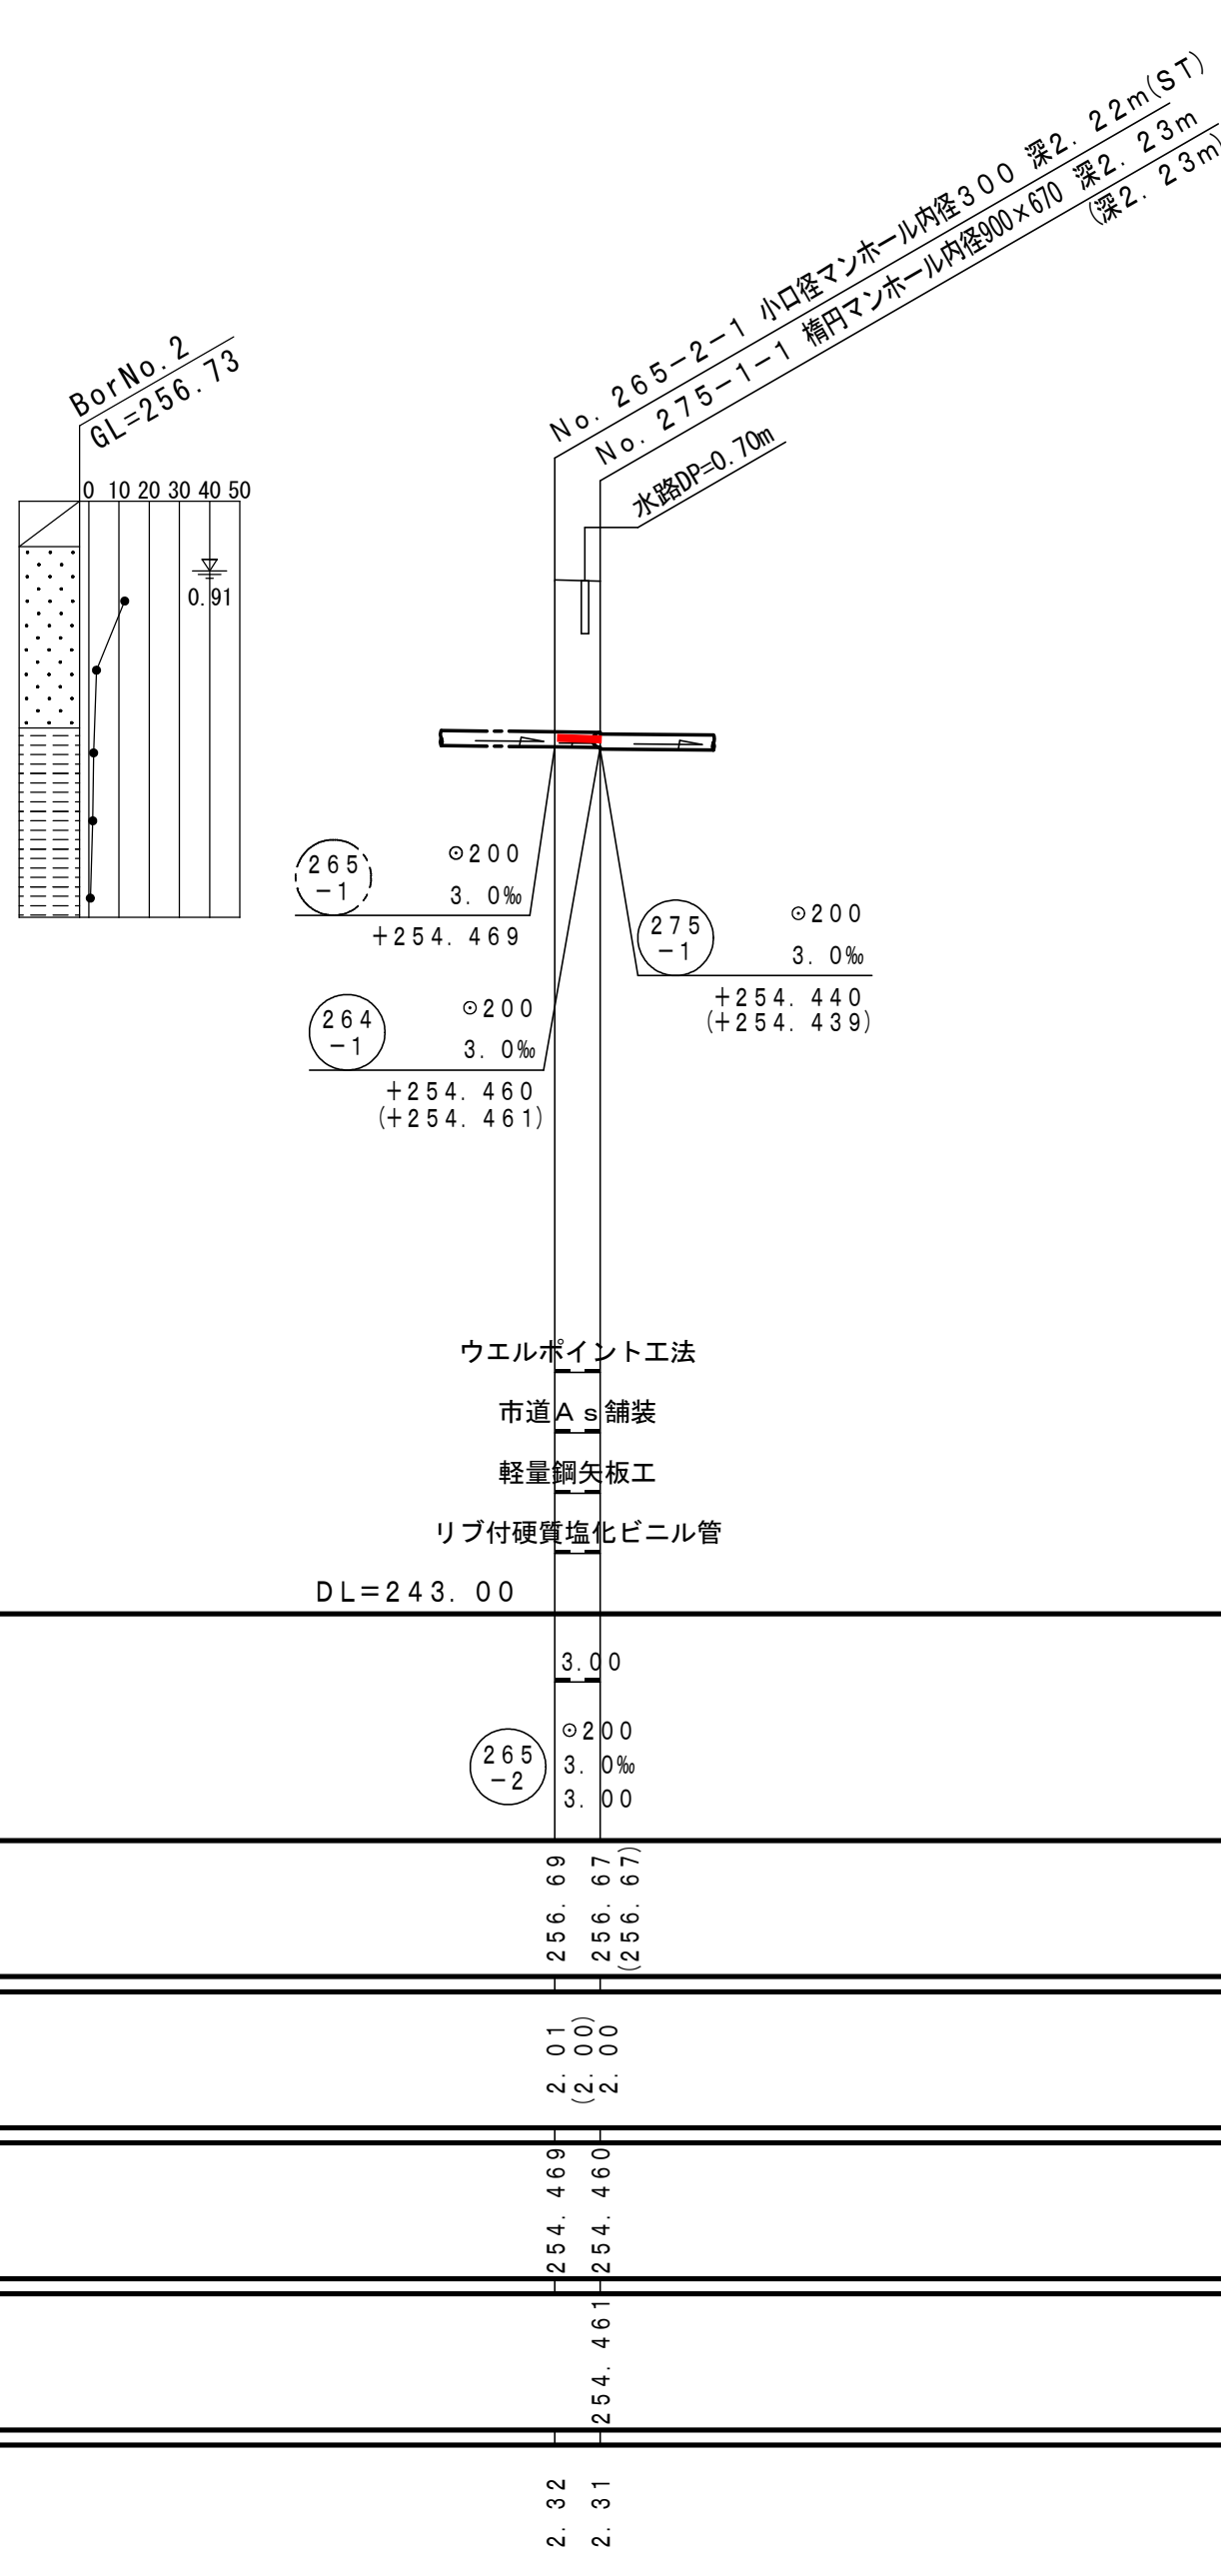 No. 265-2-1 小口径マンホール内径300 深2. 22m(ST)
No. 275-1-1 楕円マンホール内径900×670 深2. 23m
(深2. 23m)
水路DP=0.70m
BorNo. 2
GL=256.73
0 10 20 30 40 50
0.91
265
-1
⊙200
3. 0‰
+254. 469
275
-1
⊙200
3. 0‰
+254. 440
(+254. 439)
264
-1
⊙200
3. 0‰
+254. 460
(+254. 461)
ウエルポイント工法
市道As舗装
軽量鋼矢板工
リブ付硬質塩化ビニル管
DL=243. 00
3.00
265
-2
⊙200
3. 0‰
3. 00
256. 69
256. 67
(256. 67)
2. 01
(2. 00)
2. 00
254. 469
254. 460
254. 461
2. 32
2. 31